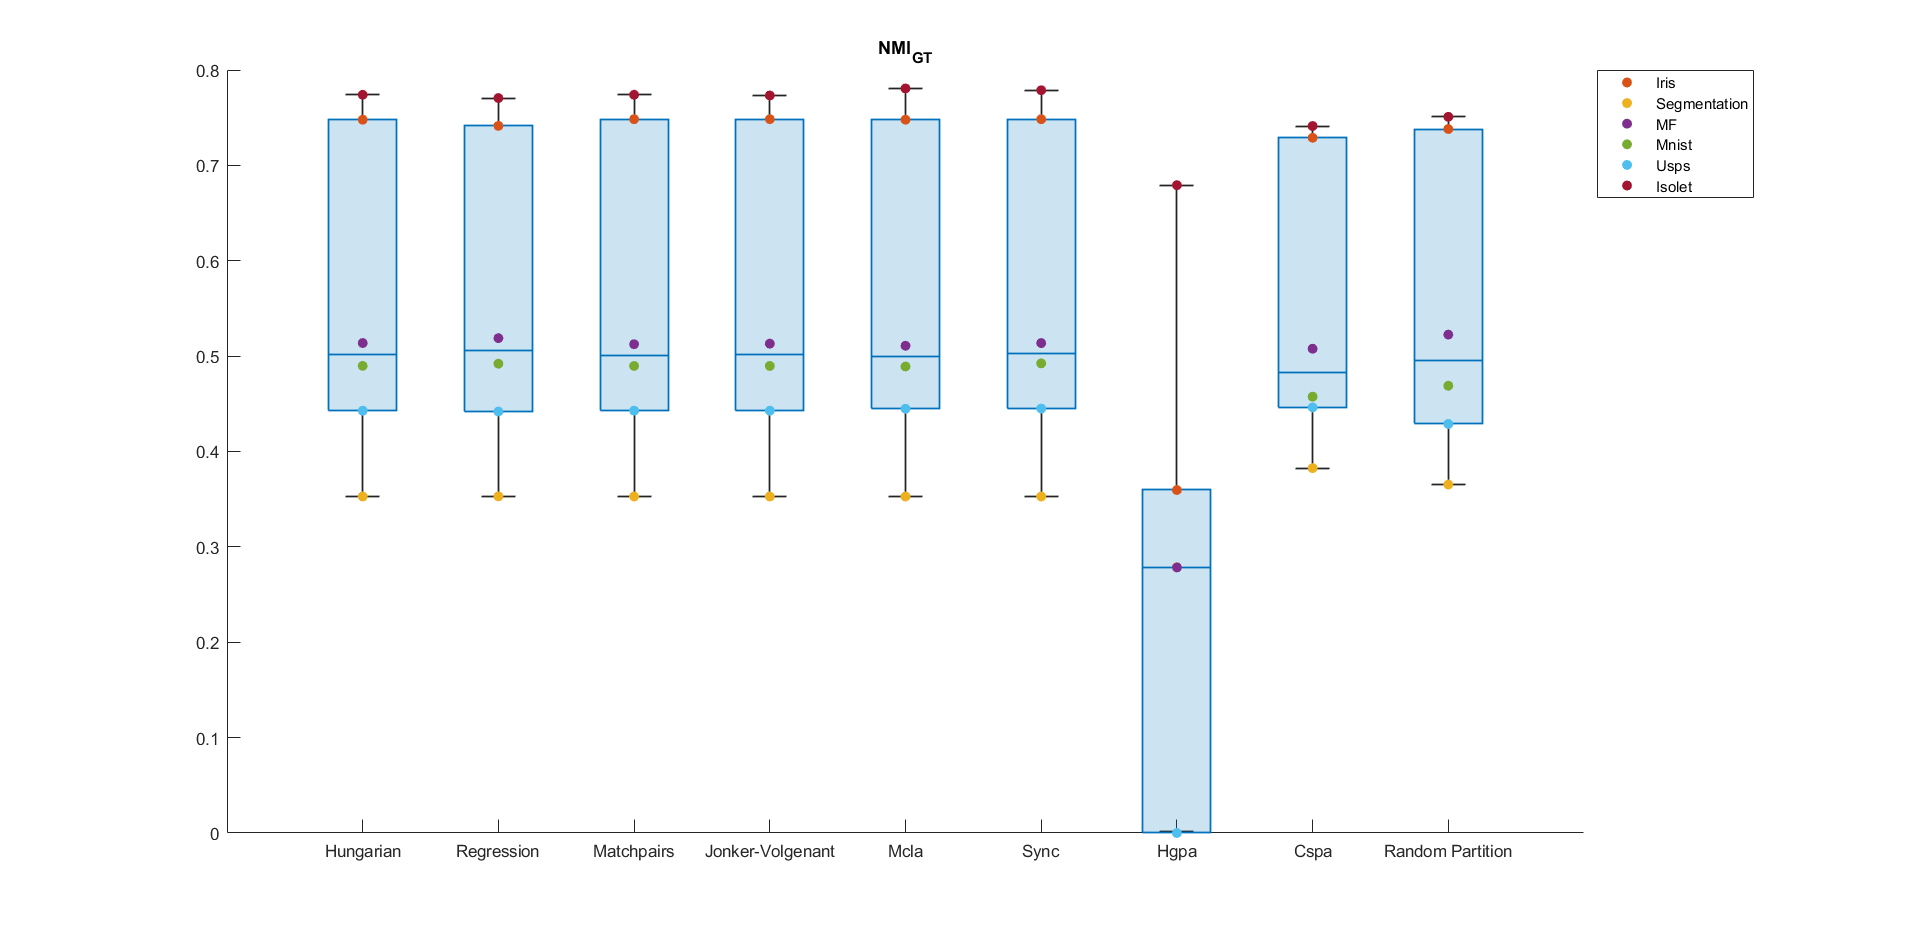 NMI_GT
0.8
0.7
0.6
0.5
0.4
0.3
0.2
0.1
0
Hungarian Regression Matchpairs Jonker-Volgenant Mcla Sync Hgpa Cspa Random Partition
Iris
Segmentation
MF
Mnist
Usps
Isolet